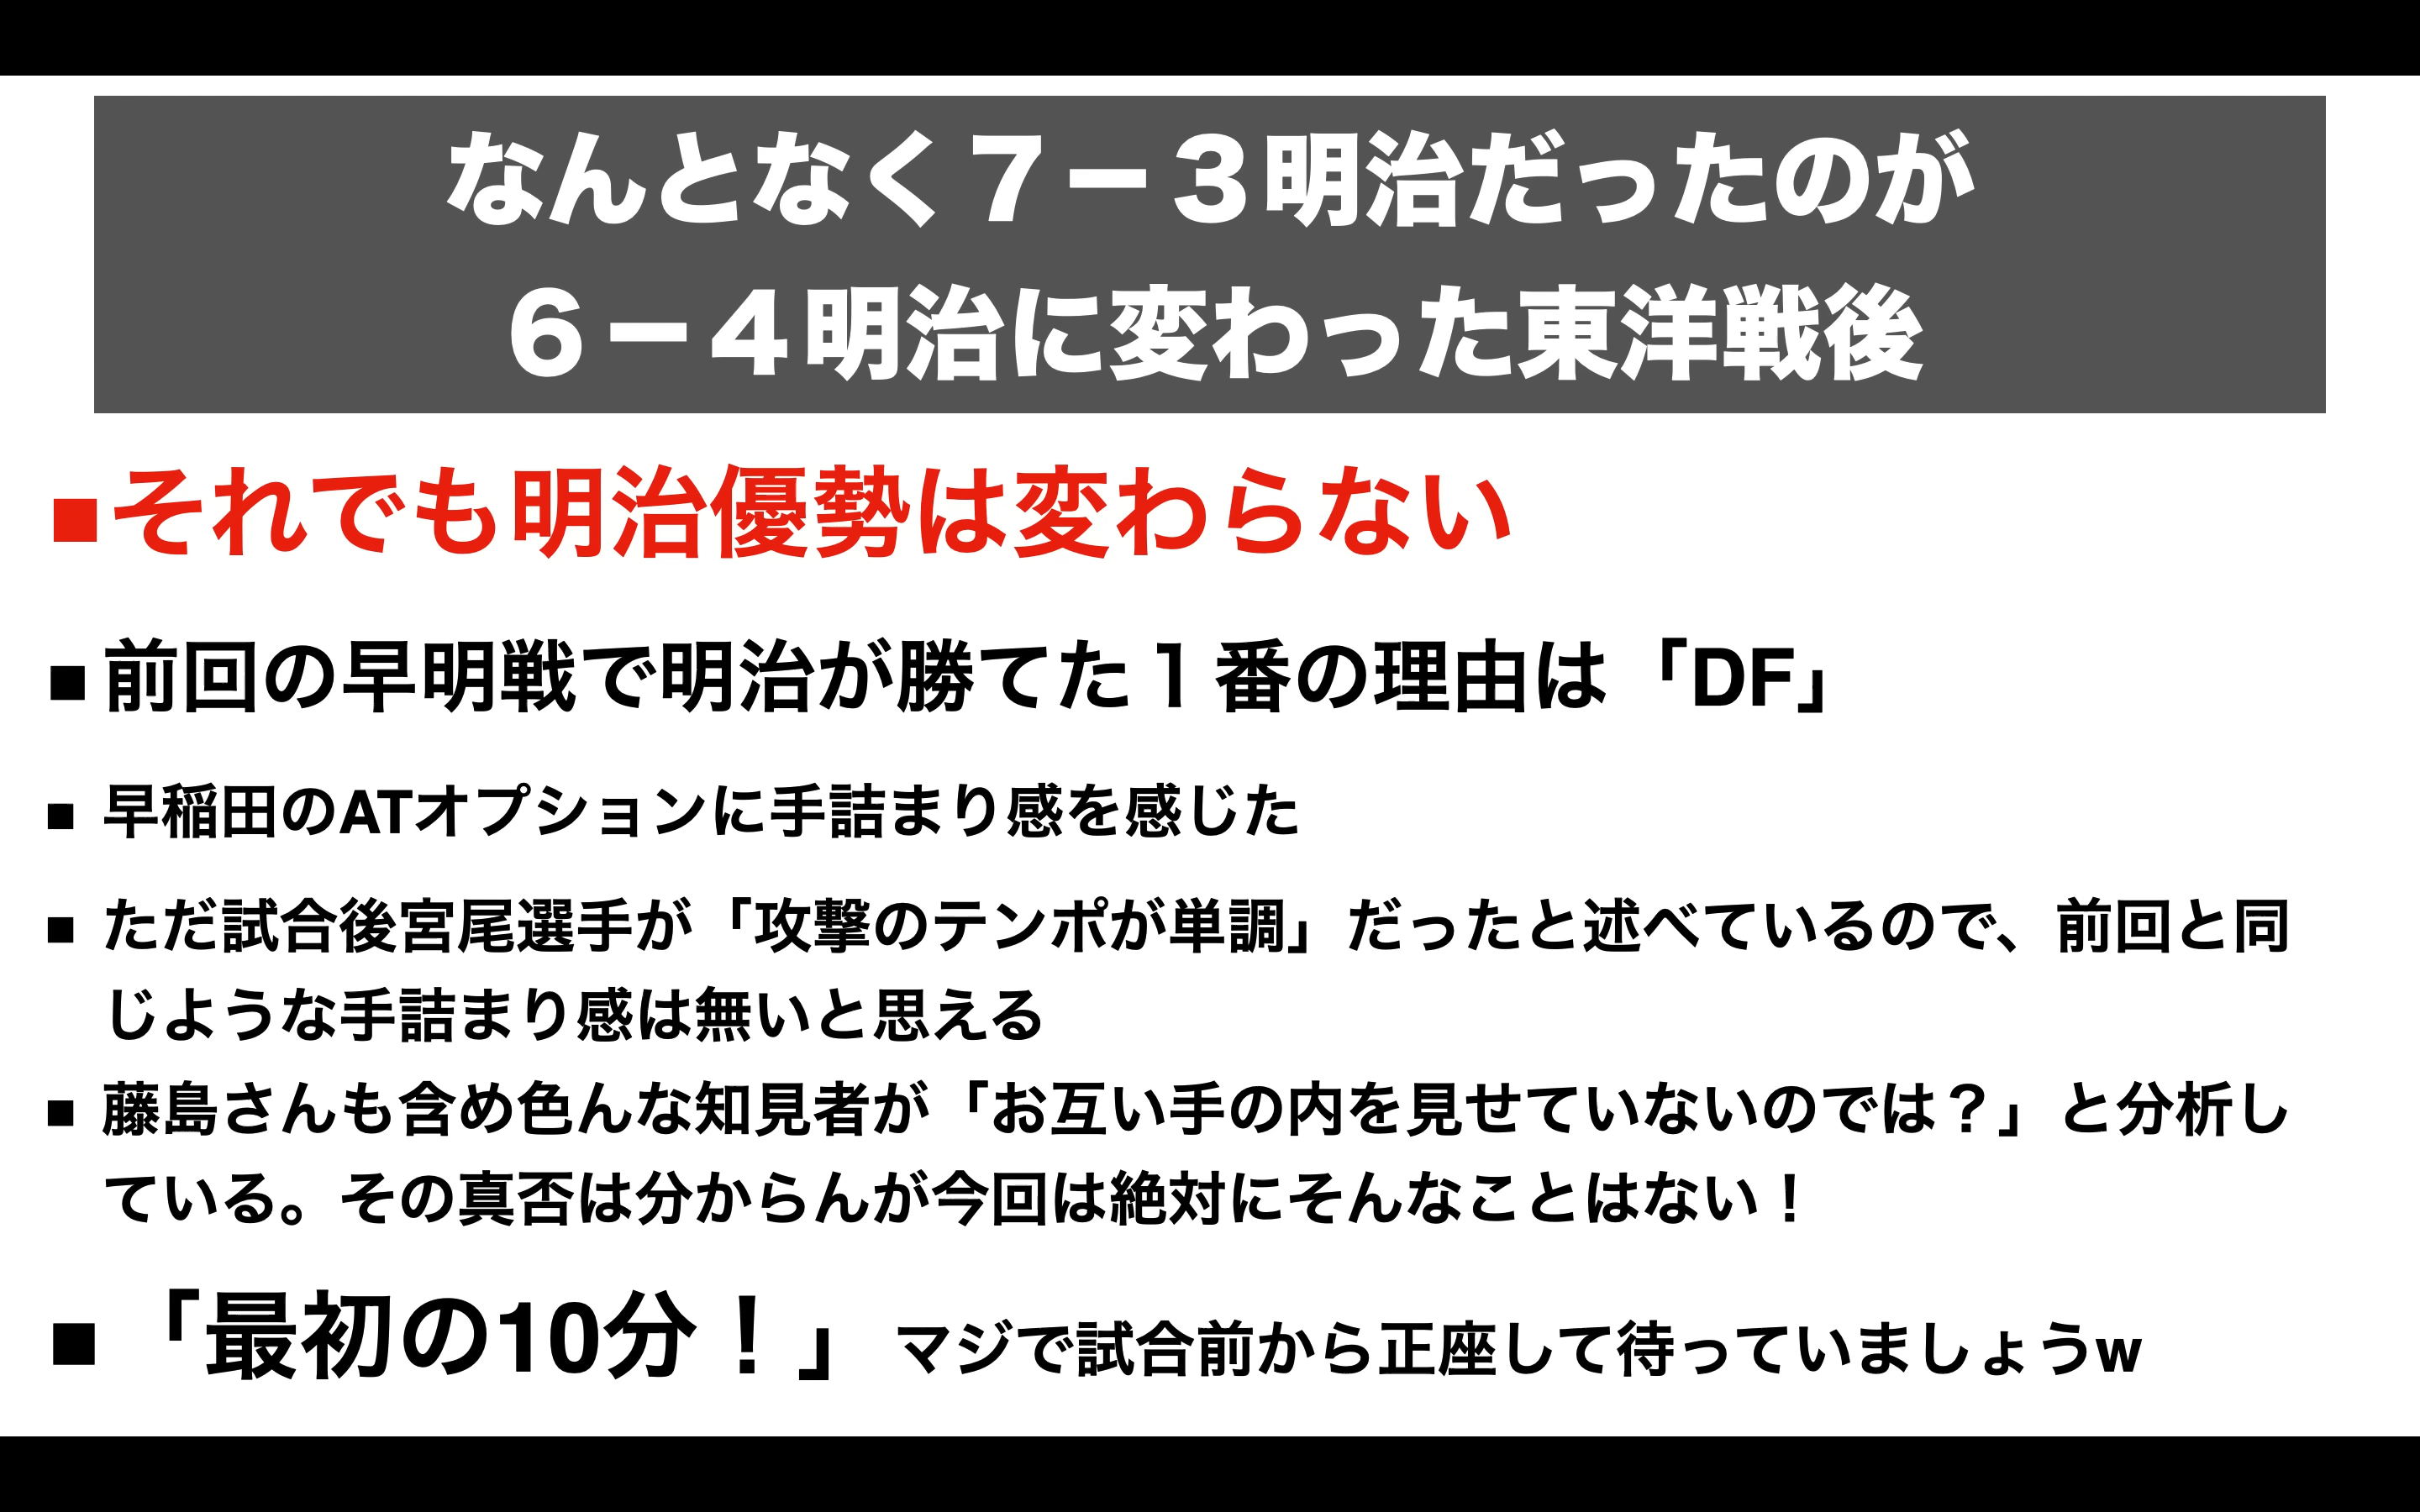 なんとなく７ー３明治だったのが
６ー４明治に変わった東洋戦後
■それでも明治優勢は変わらない
■ 前回の早明戦で明治が勝てた１番の理由は「DF」
■ 早稲田のATオプションに手詰まり感を感じた
■ ただ試合後宮尾選手が「攻撃のテンポが単調」だったと述べているので、前回と同
じような手詰まり感は無いと思える
■ 藤島さんも含め色んな知見者が「お互い手の内を見せていないのでは？」と分析し
ている。その真否は分からんが今回は絶対にそんなことはない！
■ 「最初の10分！」 マジで試合前から正座して待っていましょうw